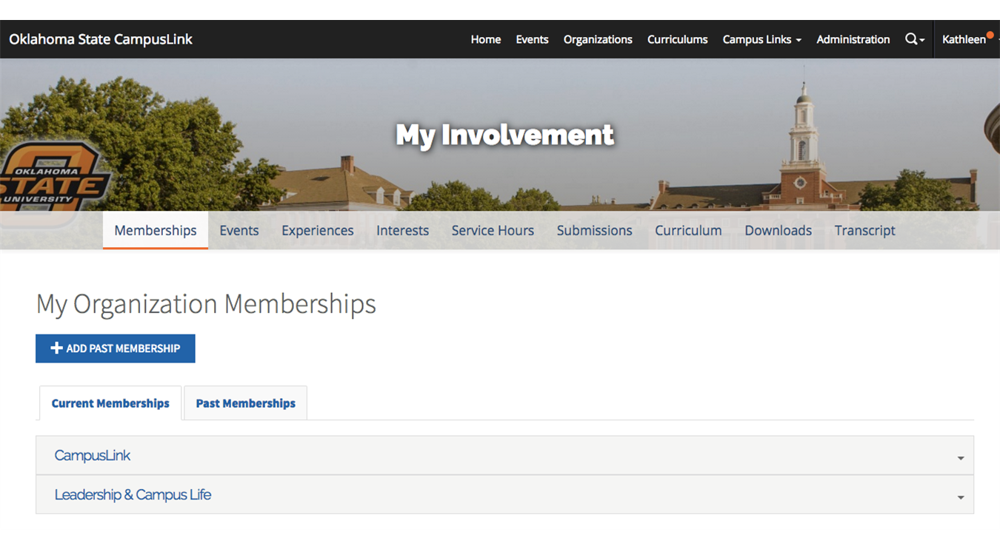 Oklahoma State CampusLink
Home Events Organizations Curriculums Campus Links Administration Kathleen
My Involvement
OKLAHOMA
STATE
UNIVERSITY
Memberships Events Experiences Interests Service Hours Submissions Curriculum Downloads Transcript
My Organization Memberships
ADD PAST MEMBERSHIP
Current Memberships Past Memberships
CampusLink
Leadership & Campus Life